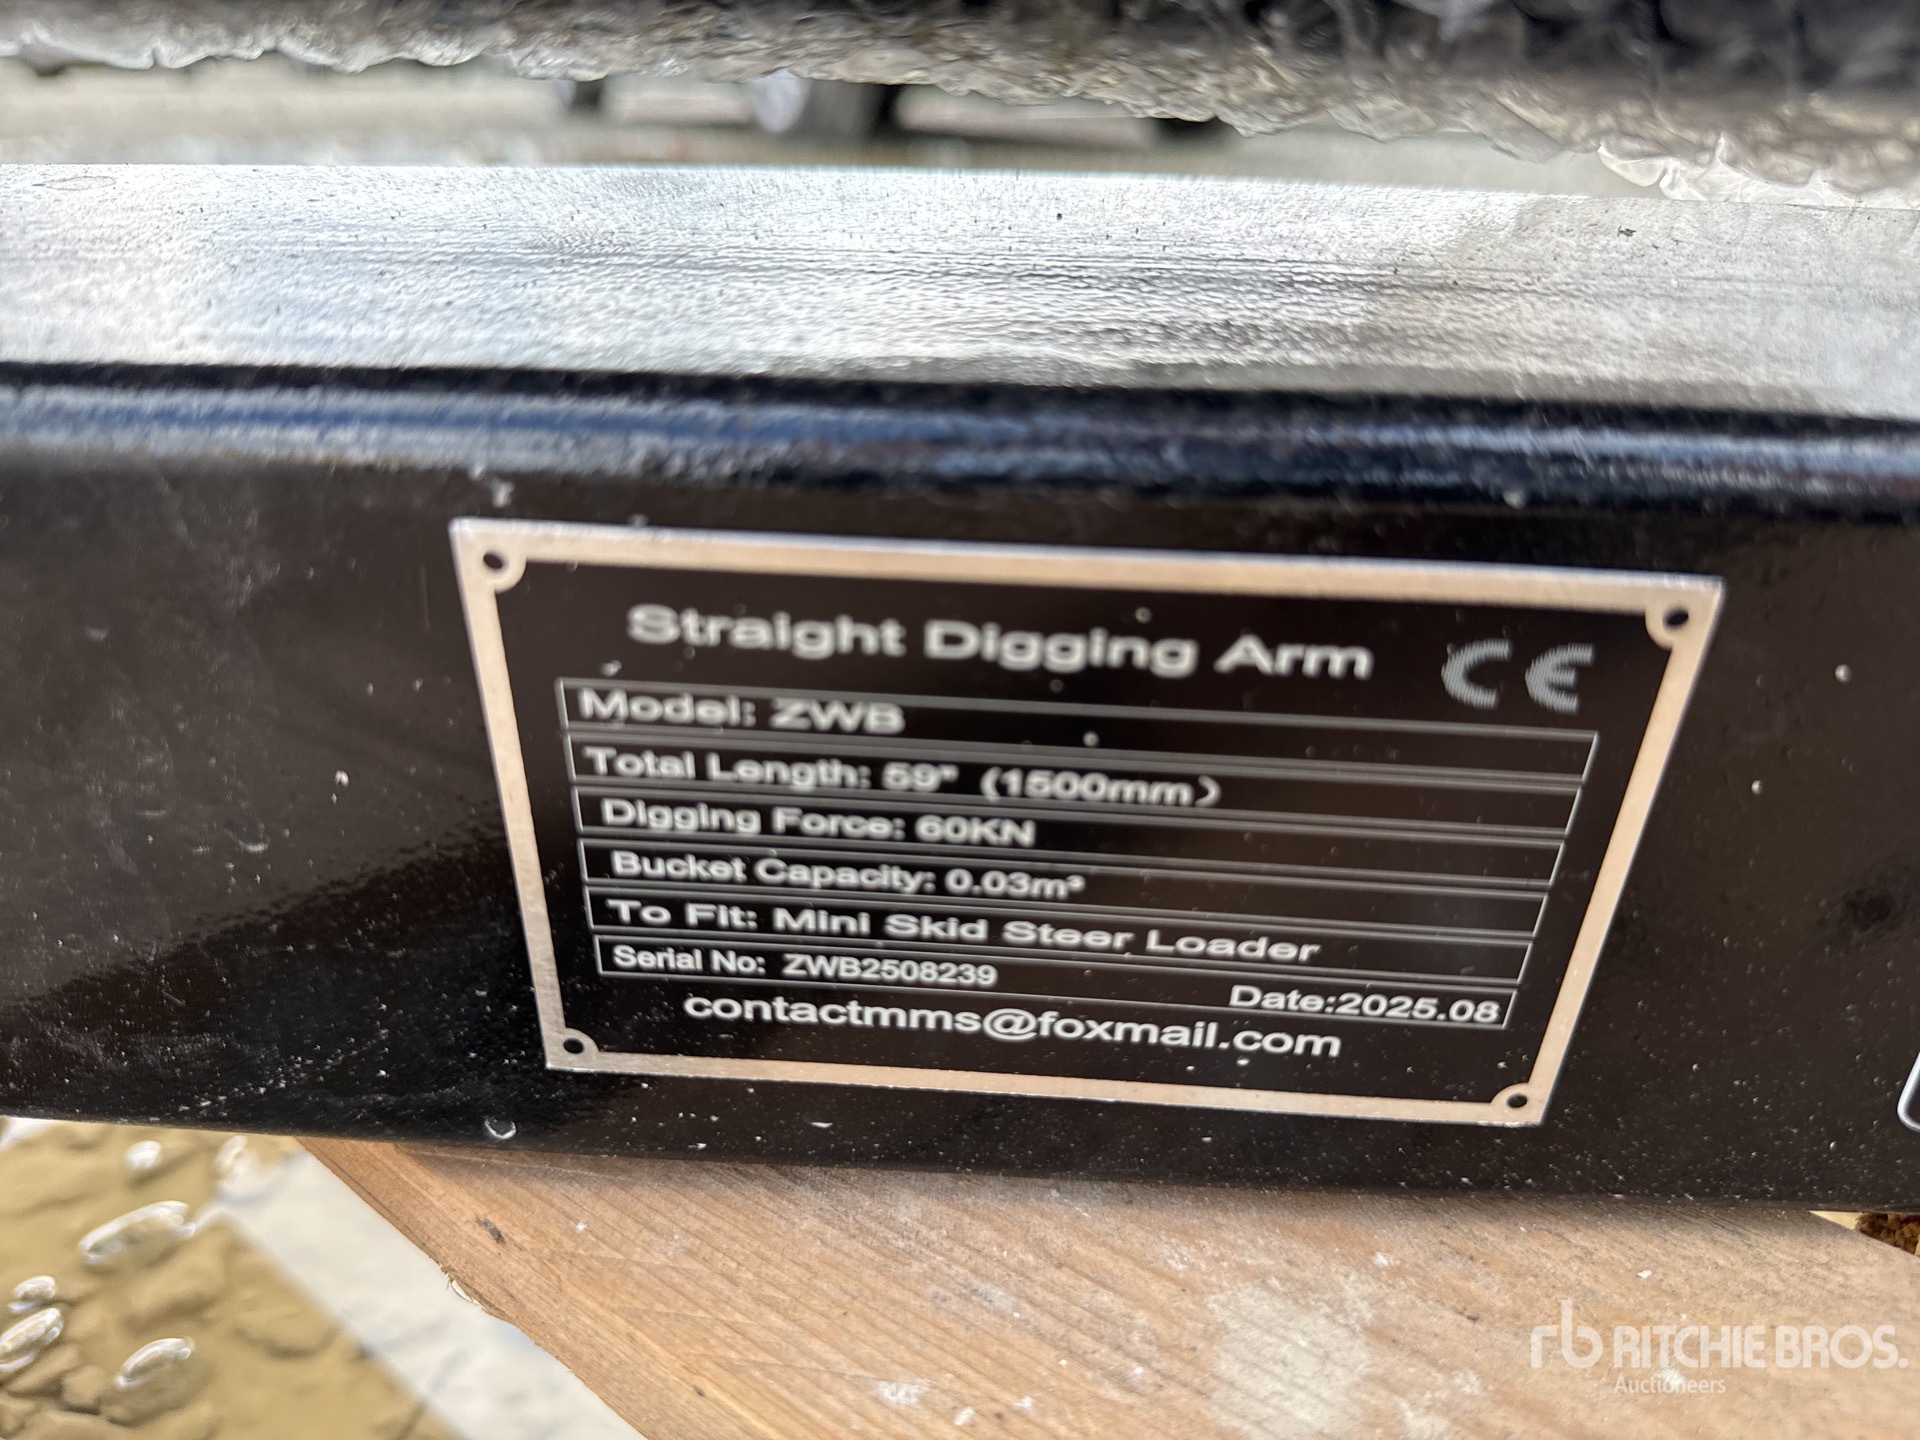 Straight Digging Arm CE
Model: ZWB
Total Length: 59" (1500mm)
Digging Force: 60KN
Bucket Capacity: 0.03m³
To Fit: Mini Skid Steer Loader
Serial No: ZWB2508239
Date:2025.08
contactmms@foxmail.com
rb RITCHIE BROS.
Auctioneers